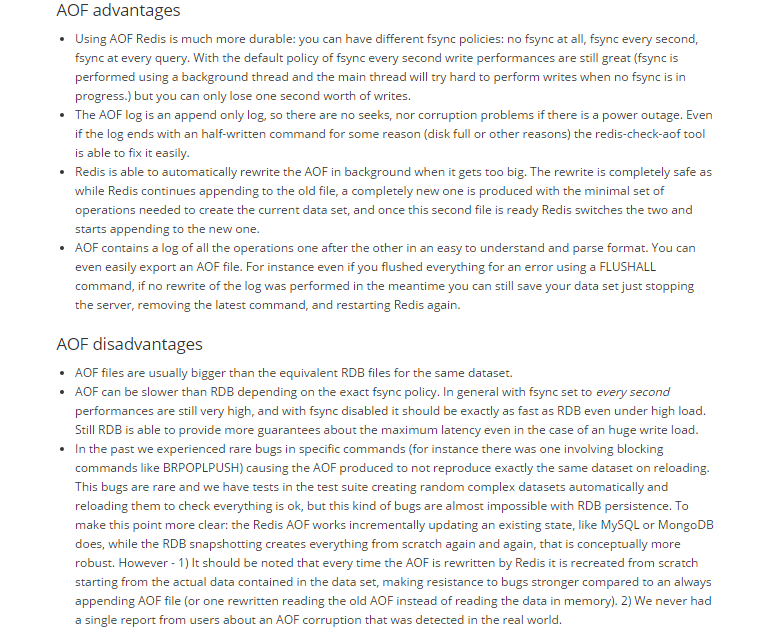 AOF advantages
Using AOF Redis is much more durable: you can have different fsync policies: no fsync at all, fsync every second,
fsync at every query. With the default policy of fsync every second write performances are still great (fsync is
performed using a background thread and the main thread will try hard to perform writes when no fsync is in
progress.) but you can only lose one second worth of writes.
The AOF log is an append only log, so there are no seeks, nor corruption problems if there is a power outage. Even
if the log ends with an half-written command for some reason (disk full or other reasons) the redis-check-aof tool
is able to fix it easily.
Redis is able to automatically rewrite the AOF in background when it gets too big. The rewrite is completely safe as
while Redis continues appending to the old file, a completely new one is produced with the minimal set of
operations needed to create the current data set, and once this second file is ready Redis switches the two and
starts appending to the new one.
AOF contains a log of all the operations one after the other in an easy to understand and parse format. You can
even easily export an AOF file. For instance even if you flushed everything for an error using a FLUSHALL
command, if no rewrite of the log was performed in the meantime you can still save your data set just stopping
the server, removing the latest command, and restarting Redis again.
AOF disadvantages
AOF files are usually bigger than the equivalent RDB files for the same dataset.
AOF can be slower than RDB depending on the exact fsync policy. In general with fsync set to every second
performances are still very high, and with fsync disabled it should be exactly as fast as RDB even under high load.
Still RDB is able to provide more guarantees about the maximum latency even in the case of an huge write load.
In the past we experienced rare bugs in specific commands (for instance there was one involving blocking
commands like BRPOPLPUSH) causing the AOF produced to not reproduce exactly the same dataset on reloading.
This bugs are rare and we have tests in the test suite creating random complex datasets automatically and
reloading them to check everything is ok, but this kind of bugs are almost impossible with RDB persistence. To
make this point more clear: the Redis AOF works incrementally updating an existing state, like MySQL or MongoDB
does, while the RDB snapshotting creates everything from scratch again and again, that is conceptually more
robust. However - 1) It should be noted that every time the AOF is rewritten by Redis it is recreated from scratch
starting from the actual data contained in the data set, making resistance to bugs stronger compared to an always
appending AOF file (or one rewritten reading the old AOF instead of reading the data in memory). 2) We never had
a single report from users about an AOF corruption that was detected in the real world.